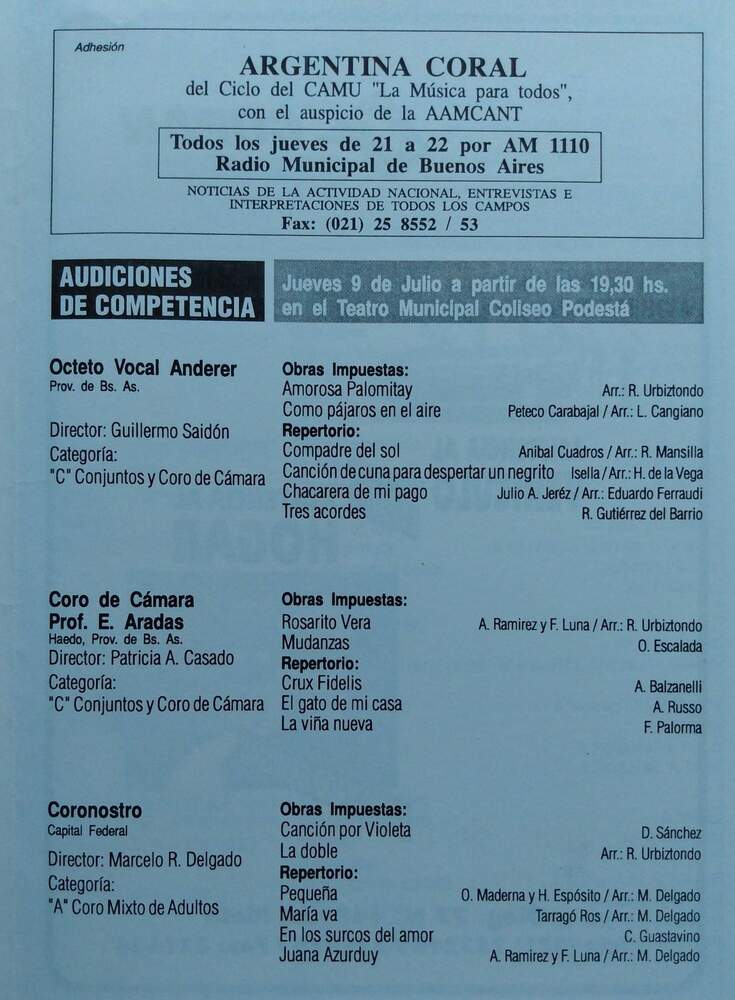 Adhesión
ARGENTINA CORAL
del Ciclo del CAMU "La Música para todos",
con el auspicio de la AAMCANT
Todos los jueves de 21 a 22 por AM 1110
Radio Municipal de Buenos Aires
NOTICIAS DE LA ACTIVIDAD NACIONAL, ENTREVISTAS E
INTERPRETACIONES DE TODOS LOS CAMPOS
Fax: (021) 25 8552 / 53
AUDICIONES
DE COMPETENCIA
Jueves 9 de Julio a partir de las 19,30 hs.
en el Teatro Municipal Coliseo Podestá
Octeto Vocal Anderer
Prov. de Bs. As.
Director: Guillermo Saidón
Categoría:
"C" Conjuntos y Coro de Cámara
Obras Impuestas:
Amorosa Palomitay Arr.: R. Urbiztondo
Como pájaros en el aire Peteco Carabajal / Arr.: L. Cangiano
Repertorio:
Compadre del sol Anibal Cuadros / Arr.: R. Mansilla
Canción de cuna para despertar un negrito Isella / Arr.: H. de la Vega
Chacarera de mi pago Julio A. Jeréz / Arr.: Eduardo Ferraudi
Tres acordes R. Gutiérrez del Barrio
Coro de Cámara
Prof. E. Aradas
Haedo, Prov. de Bs. As.
Director: Patricia A. Casado
Categoría:
"C" Conjuntos y Coro de Cámara
Obras Impuestas:
Rosarito Vera A. Ramirez y F. Luna / Arr.: R. Urbiztondo
Mudanzas O. Escalada
Repertorio:
Crux Fidelis A. Balzanelli
El gato de mi casa A. Russo
La viña nueva F. Palorma
Coronostro
Capital Federal
Director: Marcelo R. Delgado
Categoría:
"A" Coro Mixto de Adultos
Obras Impuestas:
Canción por Violeta D. Sánchez
La doble Arr.: R. Urbiztondo
Repertorio:
Pequeña O. Maderna y H. Espósito / Arr.: M. Delgado
María va Tarragó Ros / Arr.: M. Delgado
En los surcos del amor C. Guastavino
Juana Azurduy A. Ramirez y F. Luna / Arr.: M. Delgado